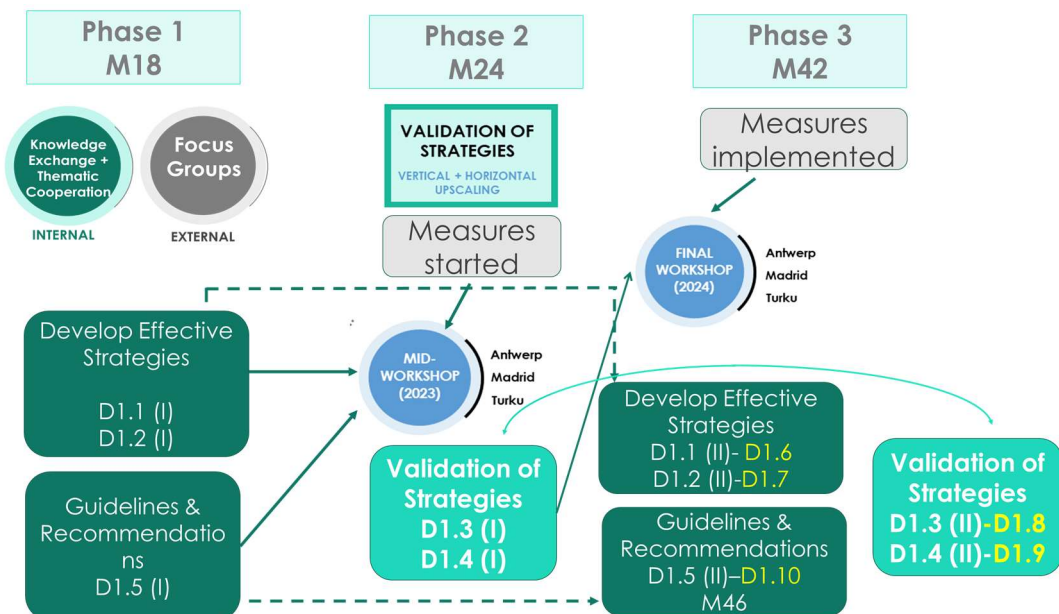 Phase 1
M18
Phase 2
M24
Phase 3
M42
Knowledge
Exchange +
Thematic
Cooperation
INTERNAL
Focus
Groups
EXTERNAL
VALIDATION OF
STRATEGIES
VERTICAL + HORIZONTAL
UPSCALING
Measures
started
Measures
implemented
FINAL
WORKSHOP
(2024)
Antwerp
Madrid
Turku
Develop Effective
Strategies
D1.1 (I)
D1.2 (I)
MID-
WORKSHOP
(2023)
Antwerp
Madrid
Turku
Guidelines &
Recommendatio
ns
D1.5 (I)
Validation of
Strategies
D1.3 (I)
D1.4 (I)
Develop Effective
Strategies
D1.1 (II)- D1.6
D1.2 (II)-D1.7
Guidelines &
Recommendations
D1.5 (II)–D1.10
M46
Validation of
Strategies
D1.3 (II)-D1.8
D1.4 (II)-D1.9